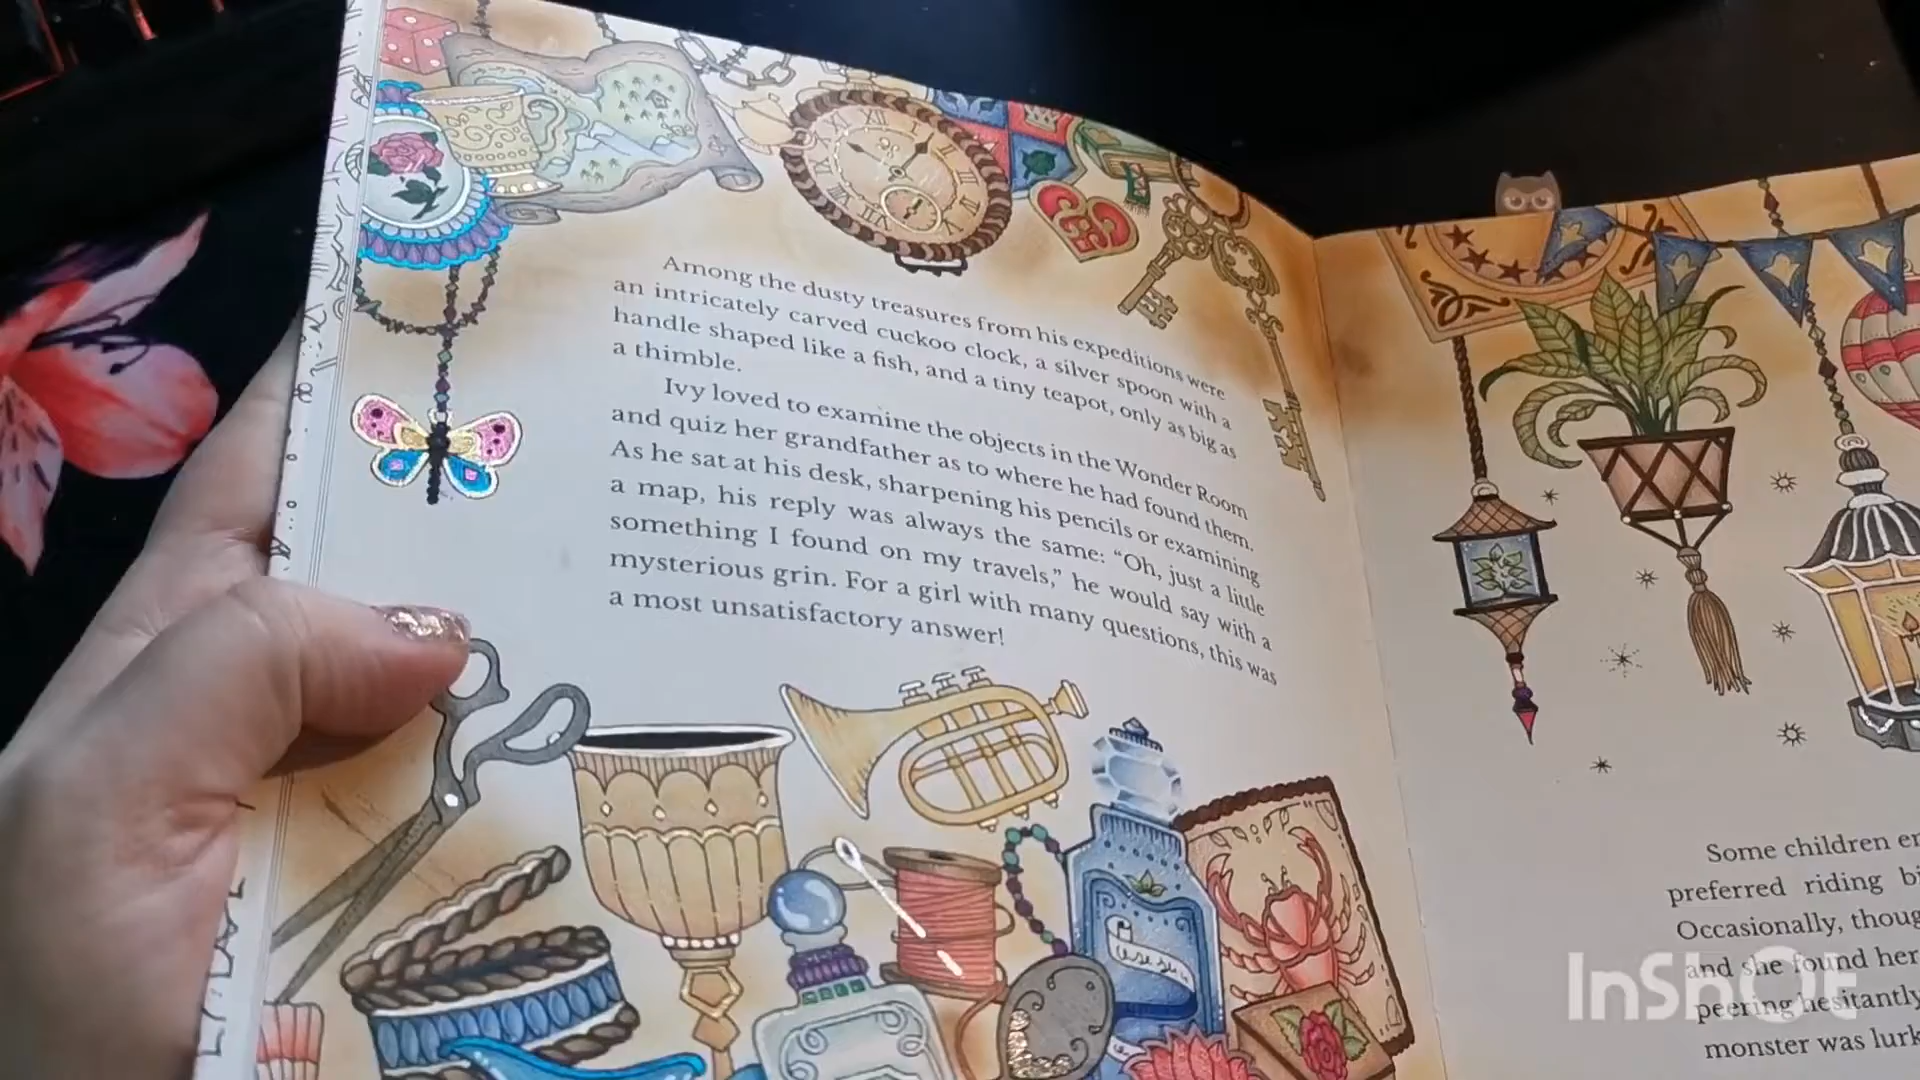 Among the dusty treasures from his expeditions were
an intricately carved cuckoo clock, a silver spoon with a
handle shaped like a fish, and a tiny teapot, only as big as
a thimble.
Ivy loved to examine the objects in the Wonder Room
and quiz her grandfather as to where he had found them.
As he sat at his desk, sharpening his pencils or examining
a map, his reply was always the same: “Oh, just a little
something I found on my travels,” he would say with a
mysterious grin. For a girl with many questions, this was
a most unsatisfactory answer!
Some children en
preferred riding bi
Occasionally, thoug
and she found her
peering hesitantly
monster was lurk
InShOt